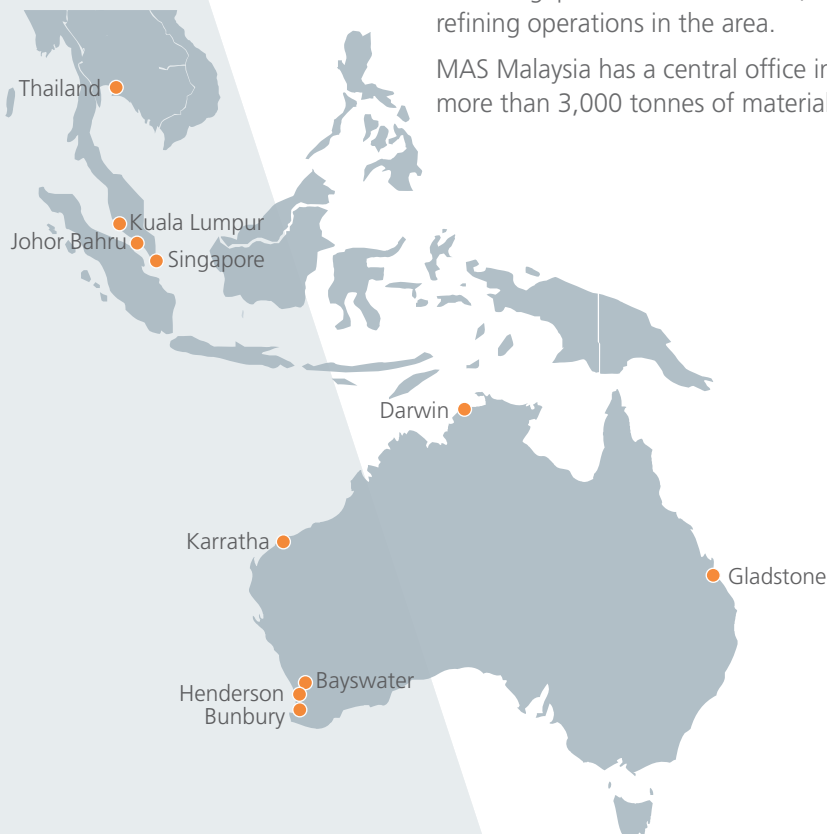 refining operations in the area.
MAS Malaysia has a central office in
more than 3,000 tonnes of material
Thailand
Kuala Lumpur
Johor Bahru
Singapore
Darwin
Karratha
Gladstone
Bayswater
Henderson
Bunbury